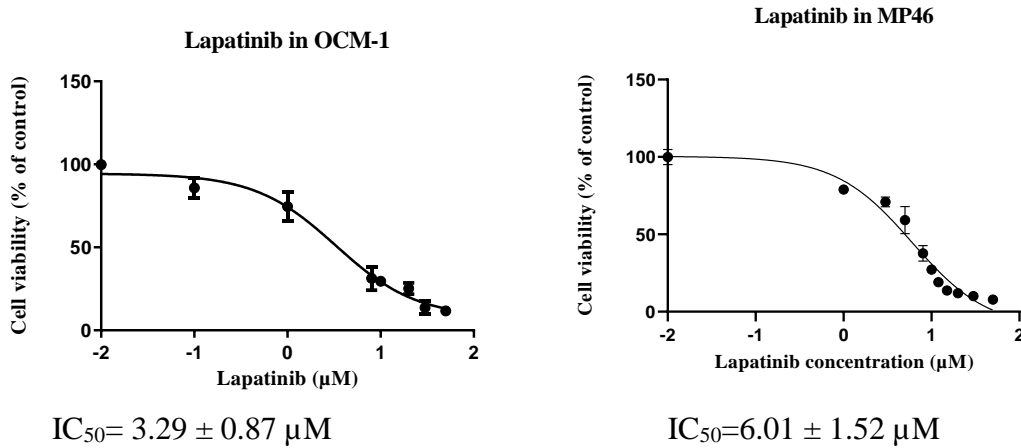 Lapatinib in OCM-1
Cell viability (% of control)
150
100
50
0
-2 -1 0 1 2
Lapatinib (µM)
IC50= 3.29 ± 0.87 µM
Lapatinib in MP46
Cell viability (% of control)
150
100
50
0
-2 -1 0 1 2
Lapatinib concentration (µM)
IC50=6.01 ± 1.52 µM